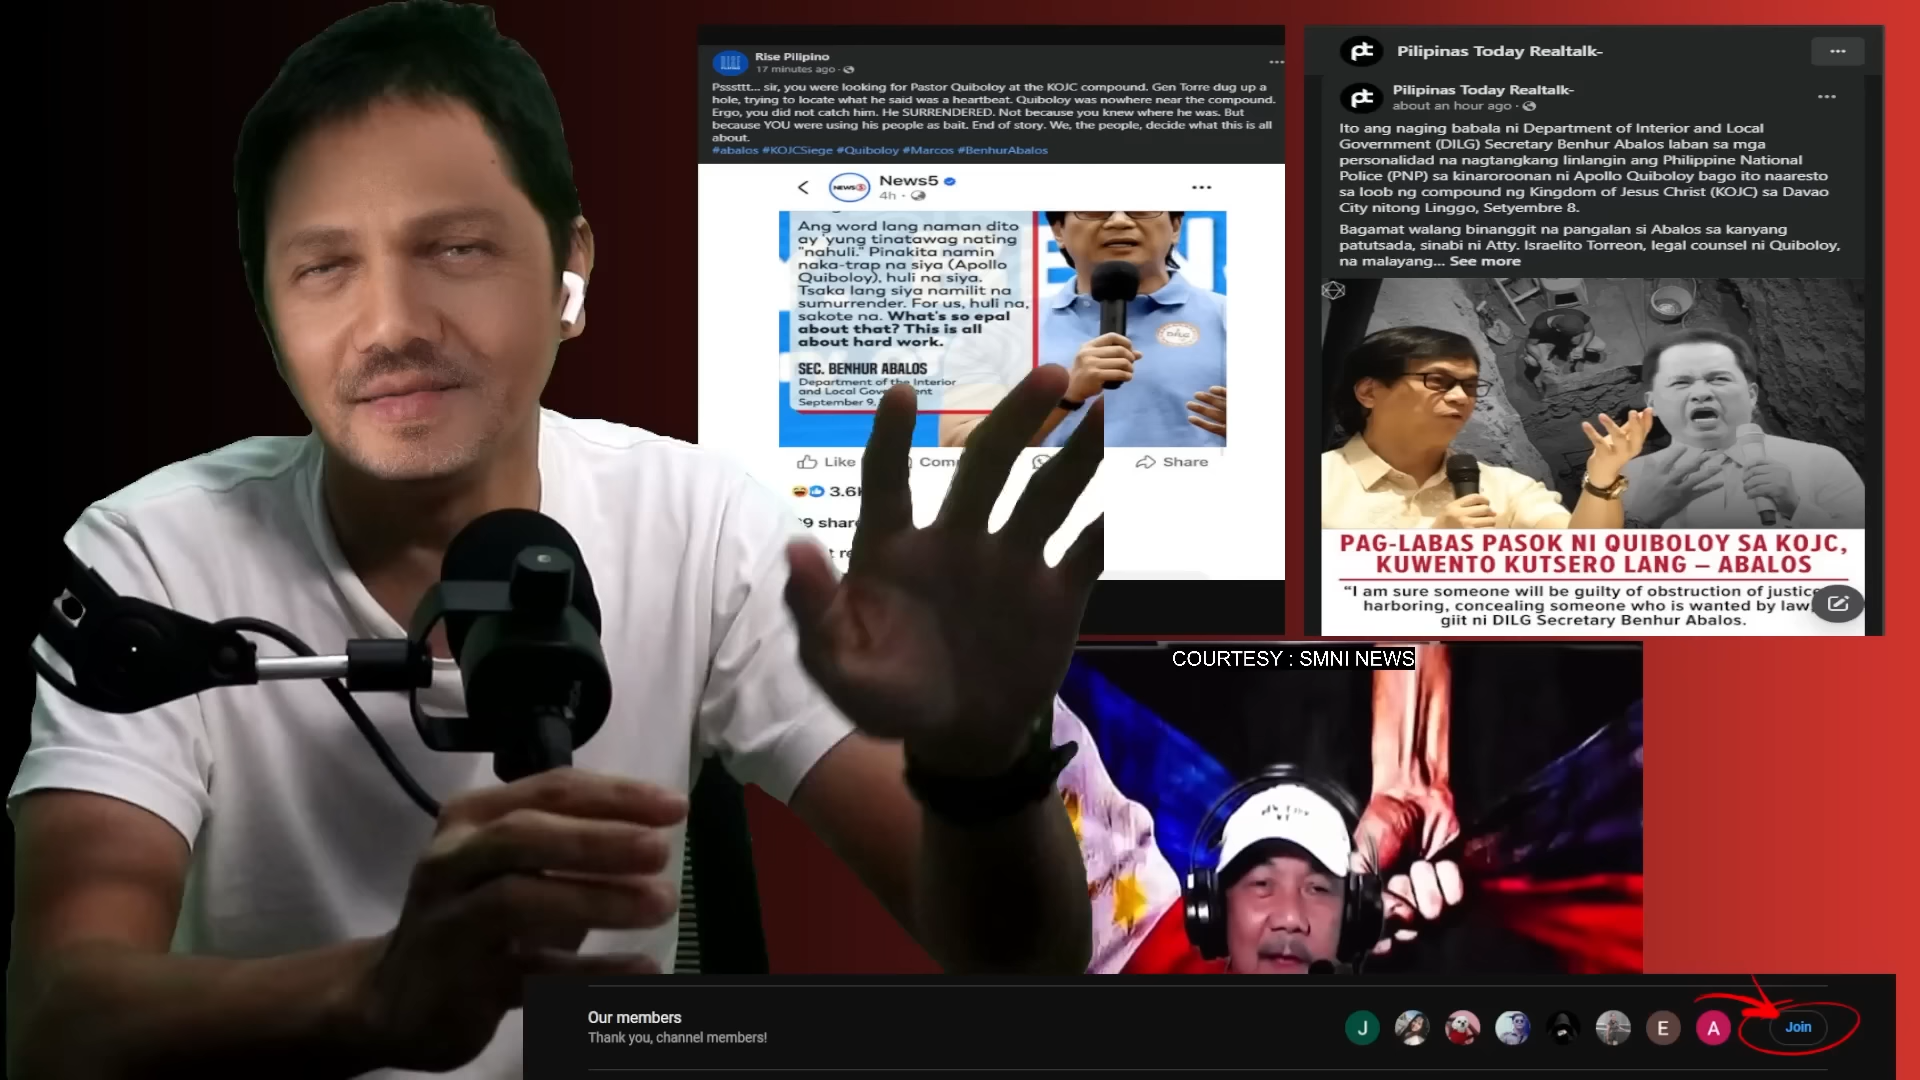 Rise Pilipino
17 minutes ago
Psssttt... sir, you were looking for Pastor Quiboloy at the KOJC compound. Gen Torre dug up a
hole, trying to locate what he said was a heartbeat. Quiboloy was nowhere near the compound.
Ergo, you did not catch him. He SURRENDERED. Not because you knew where he was. But
because YOU were using his people as bait. End of story. We, the people, decide what this is all
about.
#abalos #KOJCSiege #Quiboloy #Marcos #BenhurAbalos
NEWS5
News5
4h
Ang word lang naman dito
ay 'yung tinatawag nating
"nahuli." Pinakita namin
naka-trap na siya (Apollo
Quiboloy), huli na siya.
Tsaka lang siya namilit na
sumurrender. For us, huli na,
sakote na. What's so epal
about that? This is all
about hard work.
SEC. BENHUR ABALOS
Department of the Interior
and Local Government
September 9,
Like
Share
3.6
9 share
pt
Pilipinas Today Realtalk-
pt
Pilipinas Today Realtalk-
about an hour ago
Ito ang naging babala ni Department of Interior and Local
Government (DILG) Secretary Benhur Abalos laban sa mga
personalidad na nagtangkang linlangin ang Philippine National
Police (PNP) sa kinaroroonan ni Apollo Quiboloy bago ito naaresto
sa loob ng compound ng Kingdom of Jesus Christ (KOJC) sa Davao
City nitong Linggo, Setyembre 8.
Bagamat walang binanggit na pangalan si Abalos sa kanyang
patutsada, sinabi ni Atty. Israelito Torreon, legal counsel ni Quiboloy,
na malayang... See more
PAG-LABAS PASOK NI QUIBOLOY SA KOJC,
KUWENTO KUTSERO LANG – ABALOS
“I am sure someone will be guilty of obstruction of justice
harboring, concealing someone who is wanted by law,
giit ni DILG Secretary Benhur Abalos.
COURTESY : SMNI NEWS
Our members
Thank you, channel members!
J
E
A
Join